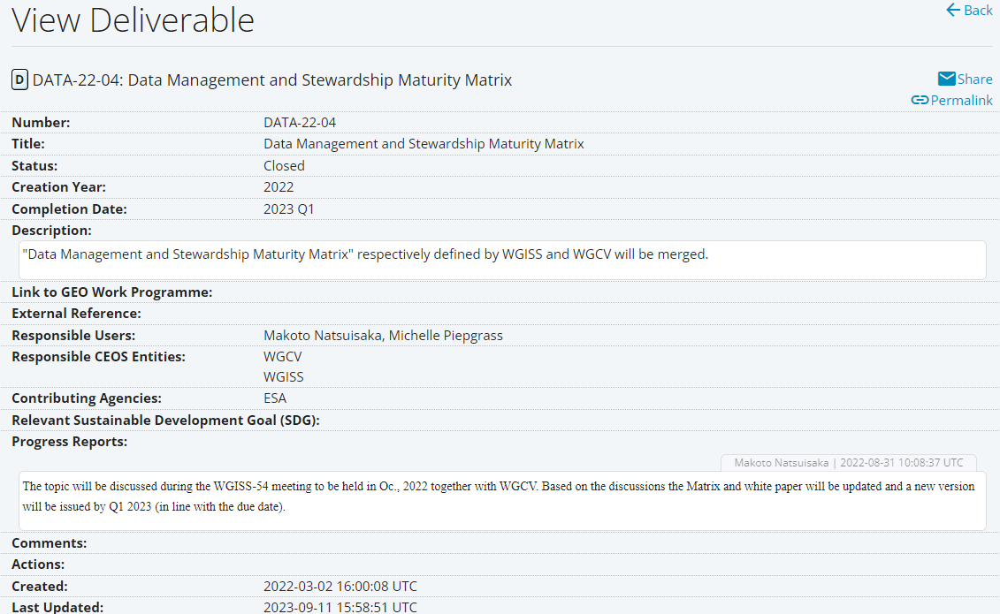 View Deliverable
Back
D DATA-22-04: Data Management and Stewardship Maturity Matrix
Share
Permalink
Number: DATA-22-04
Title: Data Management and Stewardship Maturity Matrix
Status: Closed
Creation Year: 2022
Completion Date: 2023 Q1
Description:
"Data Management and Stewardship Maturity Matrix" respectively defined by WGISS and WGCV will be merged.
Link to GEO Work Programme:
External Reference:
Responsible Users: Makoto Natsuisaka, Michelle Piepgrass
Responsible CEOS Entities: WGCV
WGISS
Contributing Agencies: ESA
Relevant Sustainable Development Goal (SDG):
Progress Reports:
Makoto Natsuisaka | 2022-08-31 10:08:37 UTC
The topic will be discussed during the WGISS-54 meeting to be held in Oc., 2022 together with WGCV. Based on the discussions the Matrix and white paper will be updated and a new version
will be issued by Q1 2023 (in line with the due date).
Comments:
Actions:
Created: 2022-03-02 16:00:08 UTC
Last Updated: 2023-09-11 15:58:51 UTC